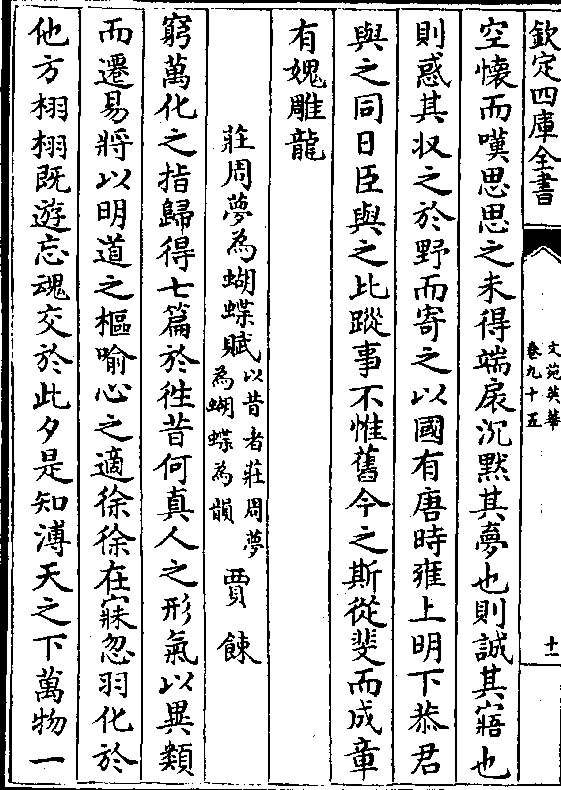 欽定四庫全書
文苑英華
卷九十五
十一
空懷而嘆思思之未得端扆沉黙其夢也則誠其寤也
則惑其収之於野而寄之以國有唐時雍上明下恭君
與之同日臣與之比蹤事不惟舊今之斯從斐而成章
有媿雕龍
莊周夢為蝴蝶賦以昔者莊周夢為蝴蝶為韻 賈餗
窮萬化之指歸得七篇於徃昔何真人之形氣以異類
而遷易將以明道之樞喻心之適徐徐在寐忽羽化於
他方栩栩既遊忘魂交於此夕是知溥天之下萬物一